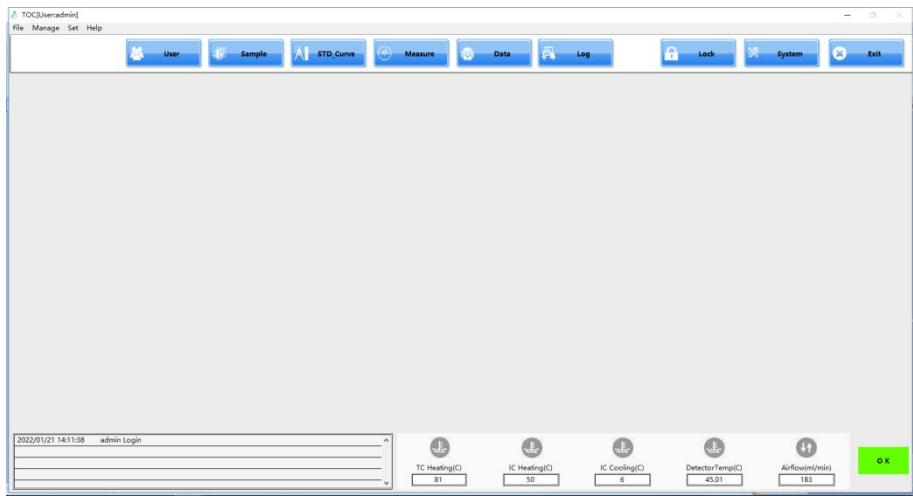 TOC[User:admin]
File Manage Set Help
User Sample STD_Curve Measure Data Log Lock System Exit
2022/01/21 14:11:38 admin Login
TC Heating(C) IC Heating(C) IC Cooling(C) DetectorTemp(C) Airflow(ml/min)
81 50 6 45.01 183
O K